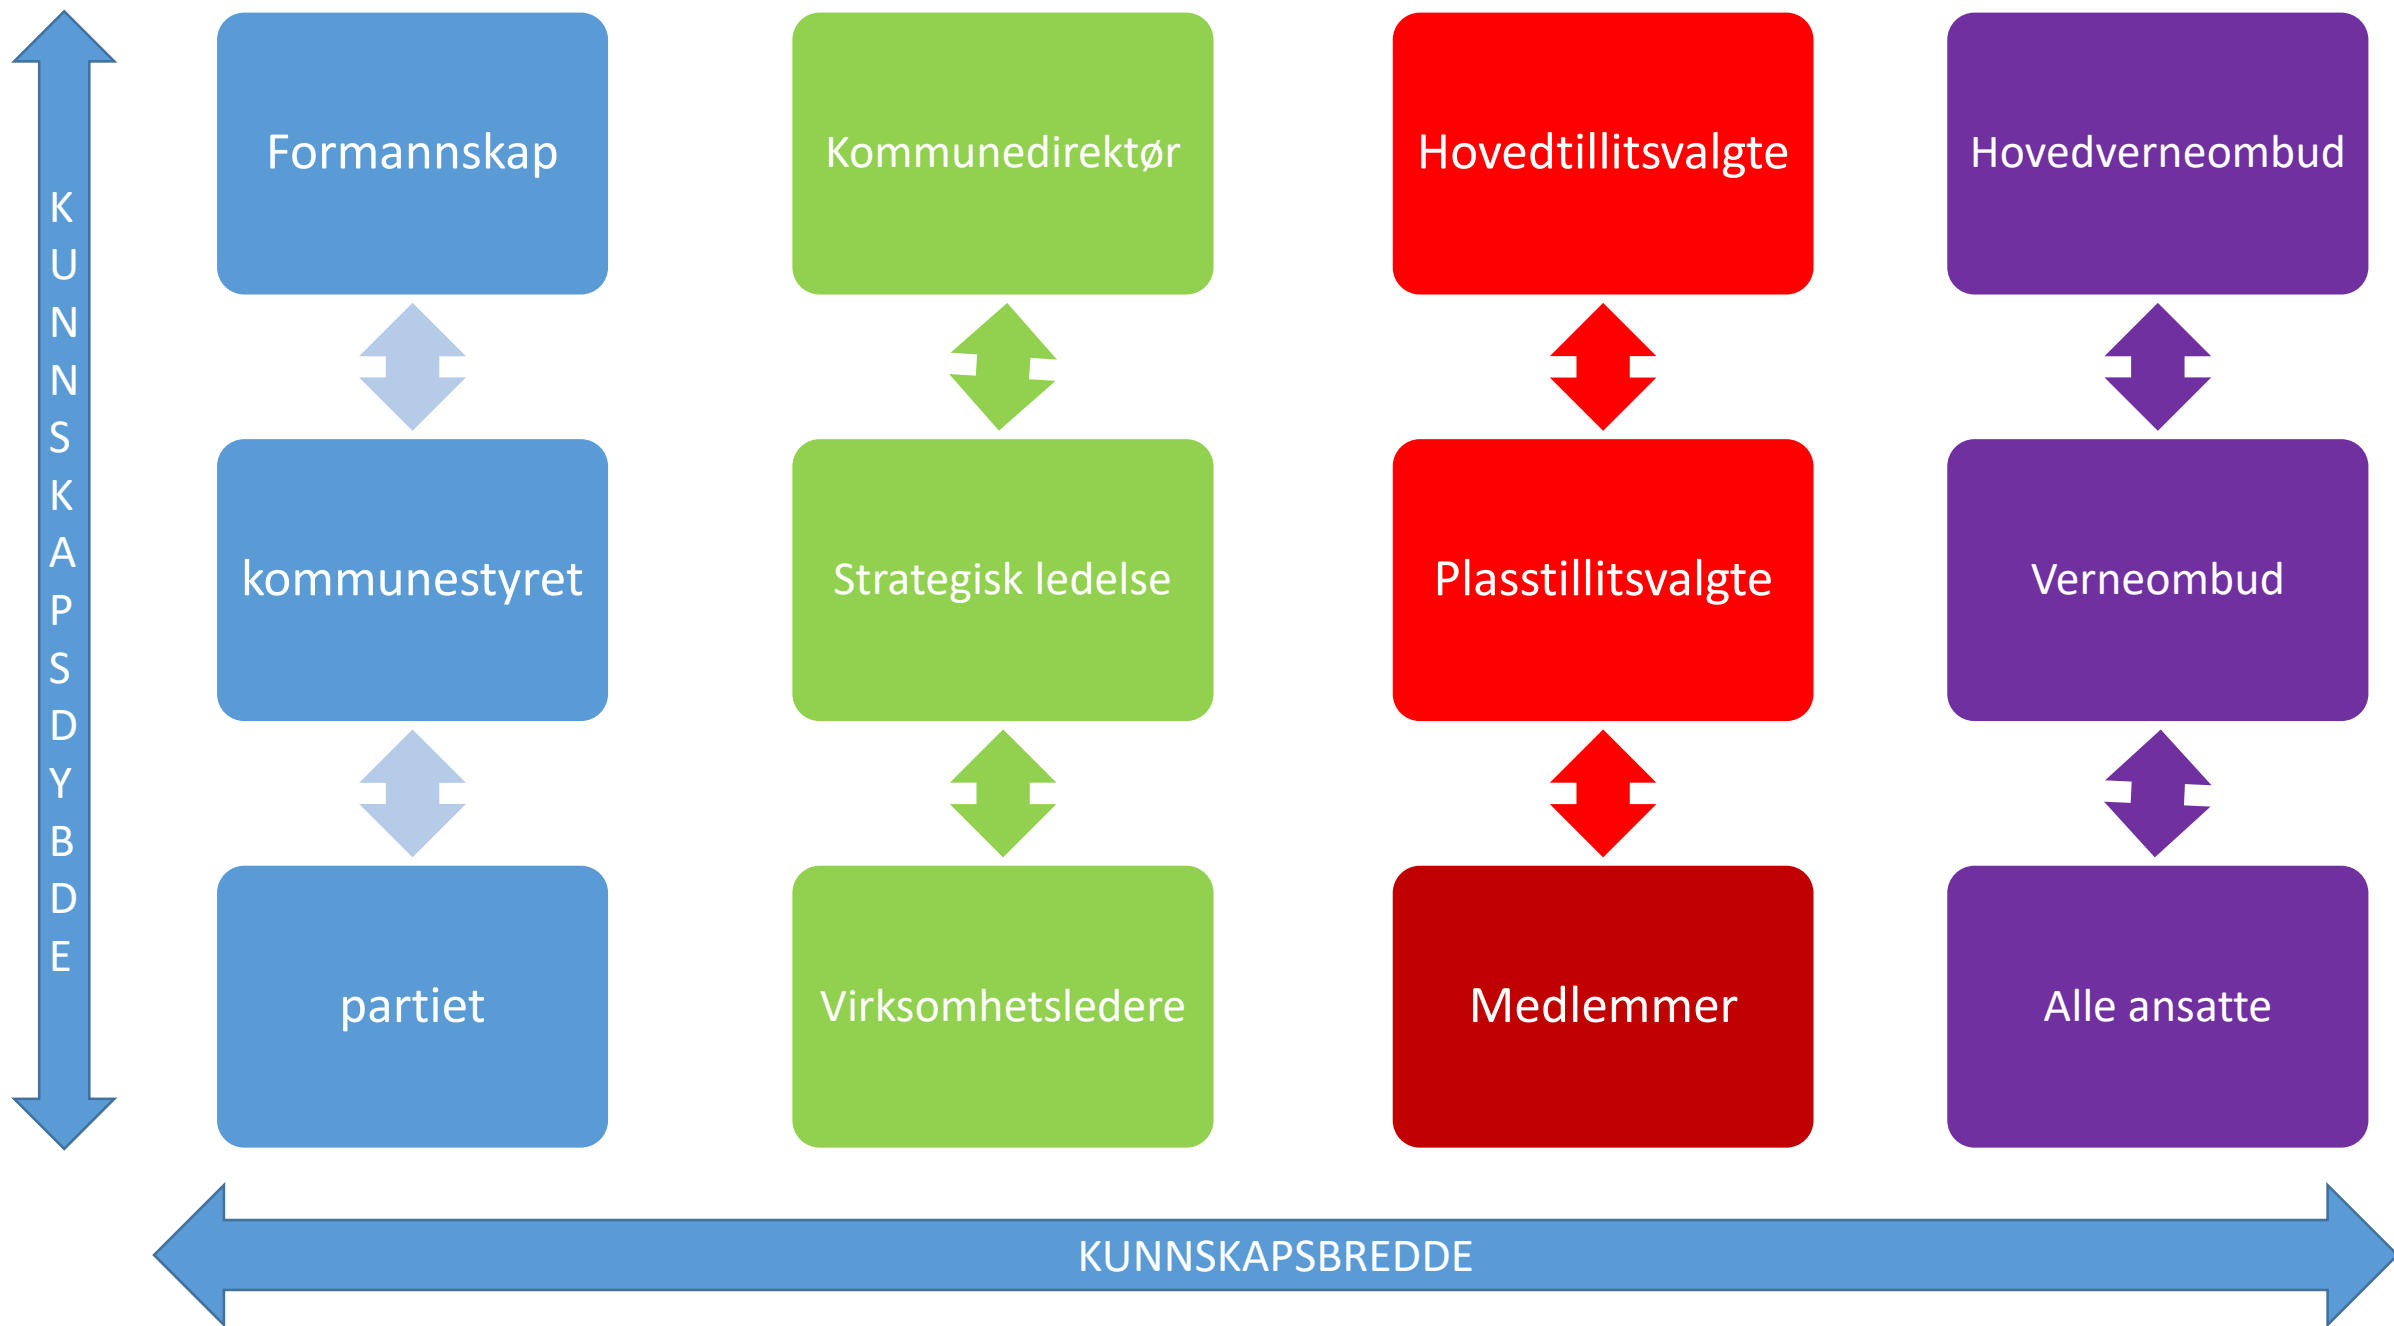 KUNNSKAPSDYBDE
Formannskap
Kommunedirektør
Hovedtillitsvalgte
Hovedverneombud
kommunestyret
Strategisk ledelse
Plasstillitsvalgte
Verneombud
partiet
Virksomhetsledere
Medlemmer
Alle ansatte
KUNNSKAPSBREDDE